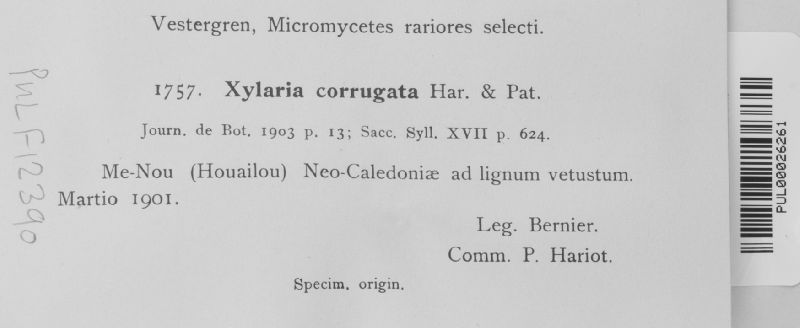 Vestergren, Micromycetes rariores selecti.
1757. Xylaria corrugata Har. & Pat.
Journ. de Bot. 1903 p. 13; Sacc. Syll. XVII p. 624.
Me-Nou (Houailou) Neo-Caledoniæ ad lignum vetustum.
Martio 1901.
Leg. Bernier.
Comm. P. Hariot.
Specim. origin.
PUL F12390
PUL00026261